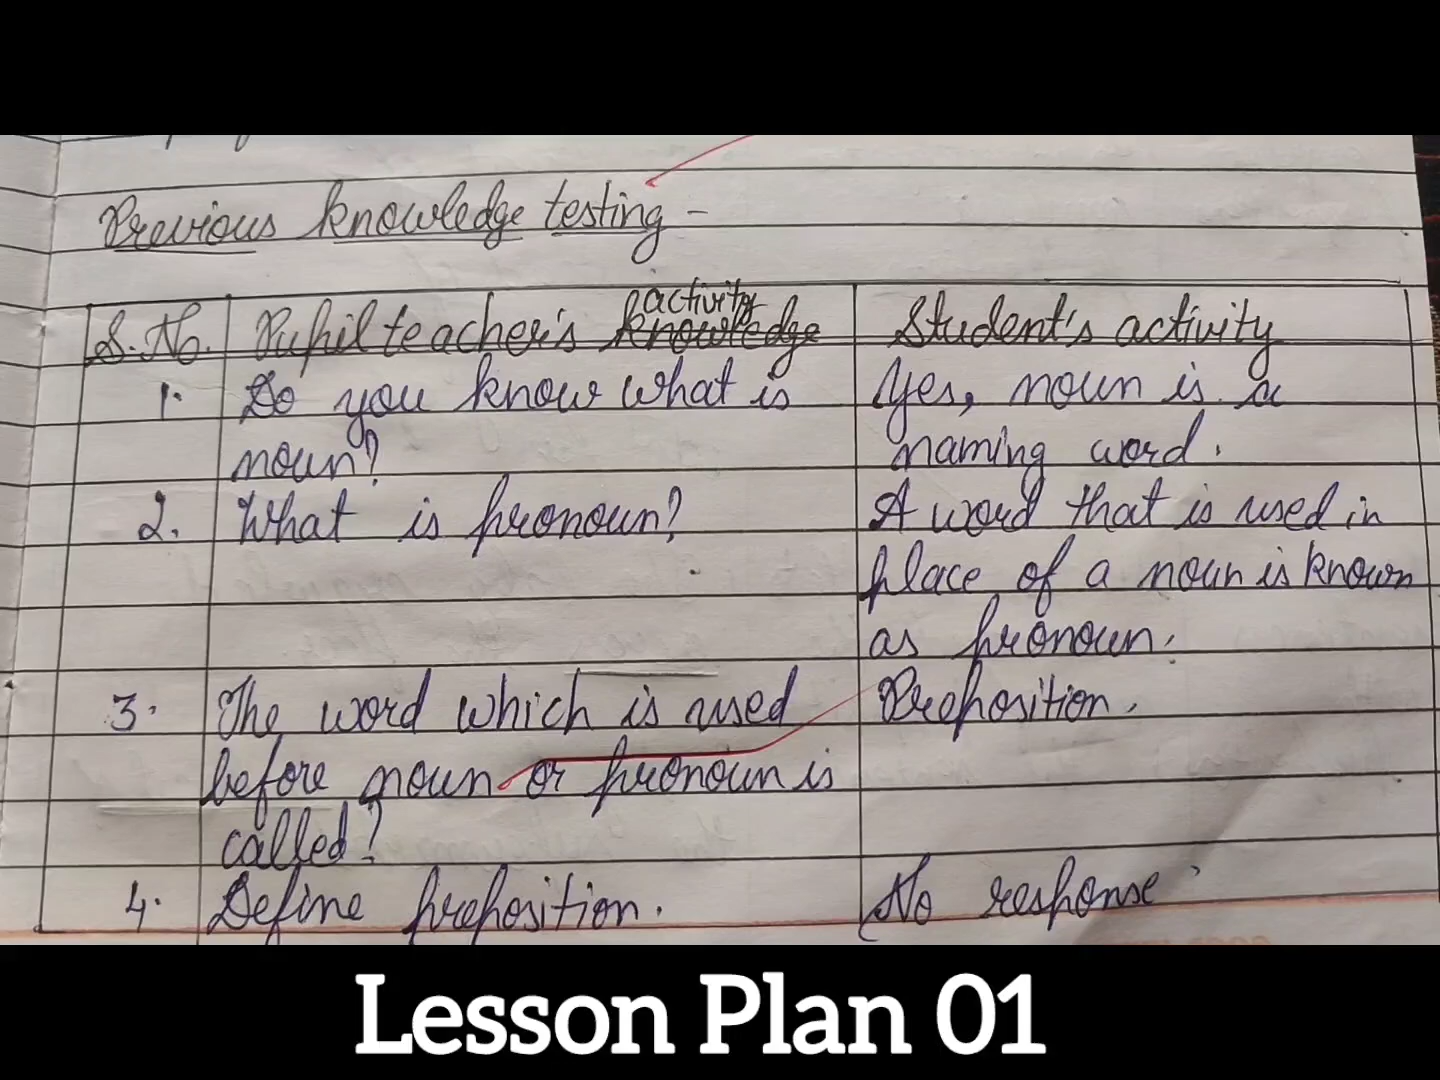 Previous knowledge testing -
S.No. Pupil teacher's knowledge activity Student's activity
1. Do you know what is Yes, noun is a
noun? naming word.
2. What is pronoun? A word that is used in
place of a noun is known
as pronoun.
3. The word which is used Preposition.
before noun or pronoun is
called?
4. Define preposition. No response
Lesson Plan 01